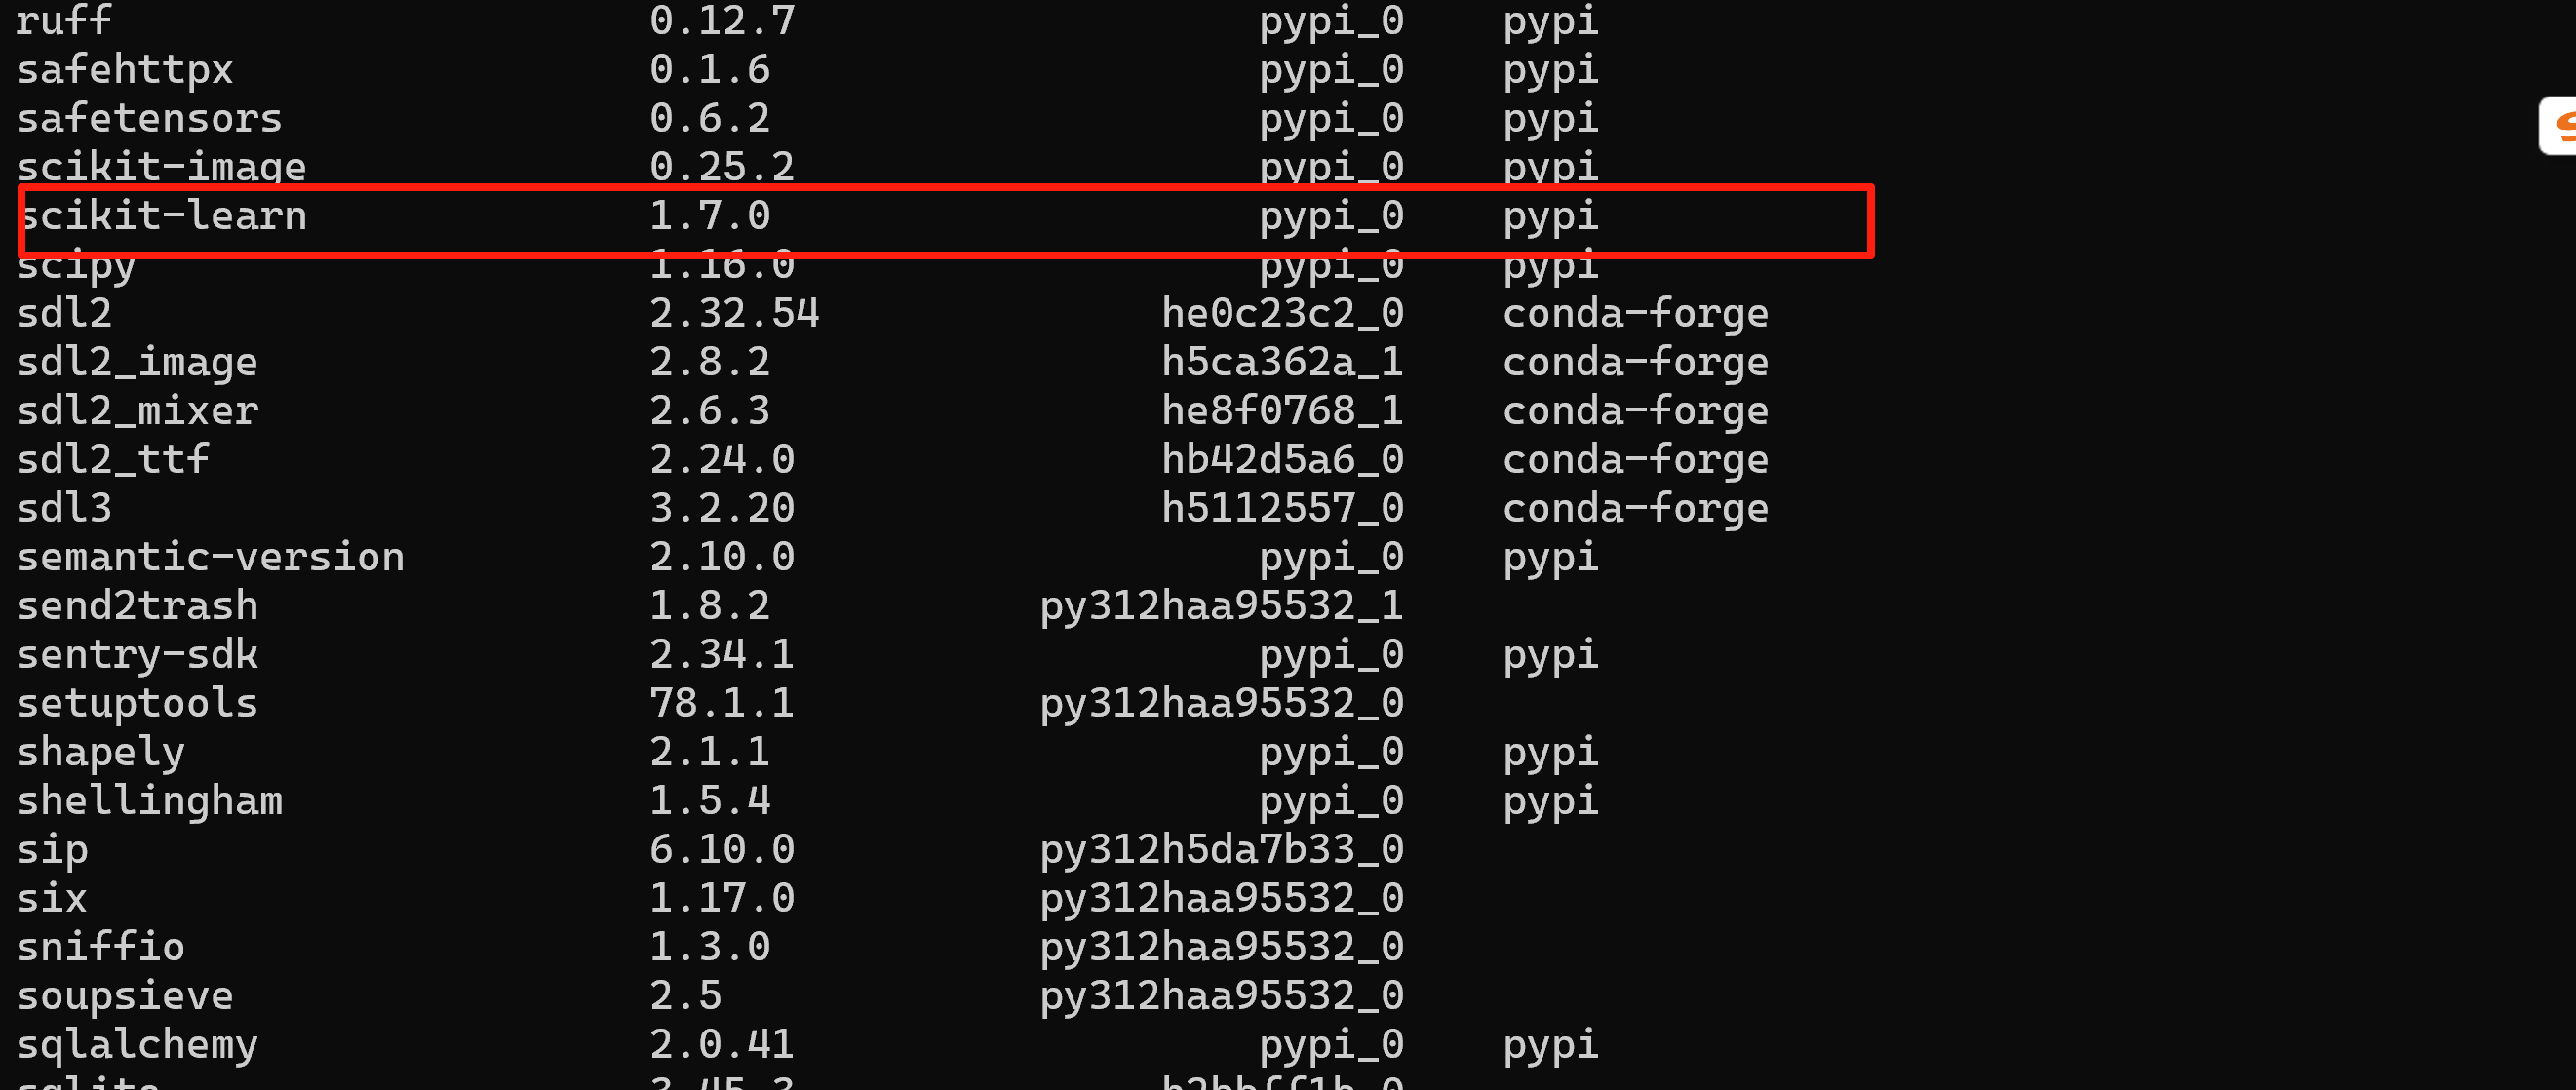 ruff 0.12.7 pypi_0 pypi
safehttpx 0.1.6 pypi_0 pypi
safetensors 0.6.2 pypi_0 pypi
scikit-image 0.25.2 pypi_0 pypi
scikit-learn 1.7.0 pypi_0 pypi
scipy 1.16.0 pypi_0 pypi
sdl2 2.32.54 he0c23c2_0 conda-forge
sdl2_image 2.8.2 h5ca362a_1 conda-forge
sdl2_mixer 2.6.3 he8f0768_1 conda-forge
sdl2_ttf 2.24.0 hb42d5a6_0 conda-forge
sdl3 3.2.20 h5112557_0 conda-forge
semantic-version 2.10.0 pypi_0 pypi
send2trash 1.8.2 py312haa95532_1
sentry-sdk 2.34.1 pypi_0 pypi
setuptools 78.1.1 py312haa95532_0
shapely 2.1.1 pypi_0 pypi
shellingham 1.5.4 pypi_0 pypi
sip 6.10.0 py312h5da7b33_0
six 1.17.0 py312haa95532_0
sniffio 1.3.0 py312haa95532_0
soupsieve 2.5 py312haa95532_0
sqlalchemy 2.0.41 pypi_0 pypi
sqlite 3.45.3